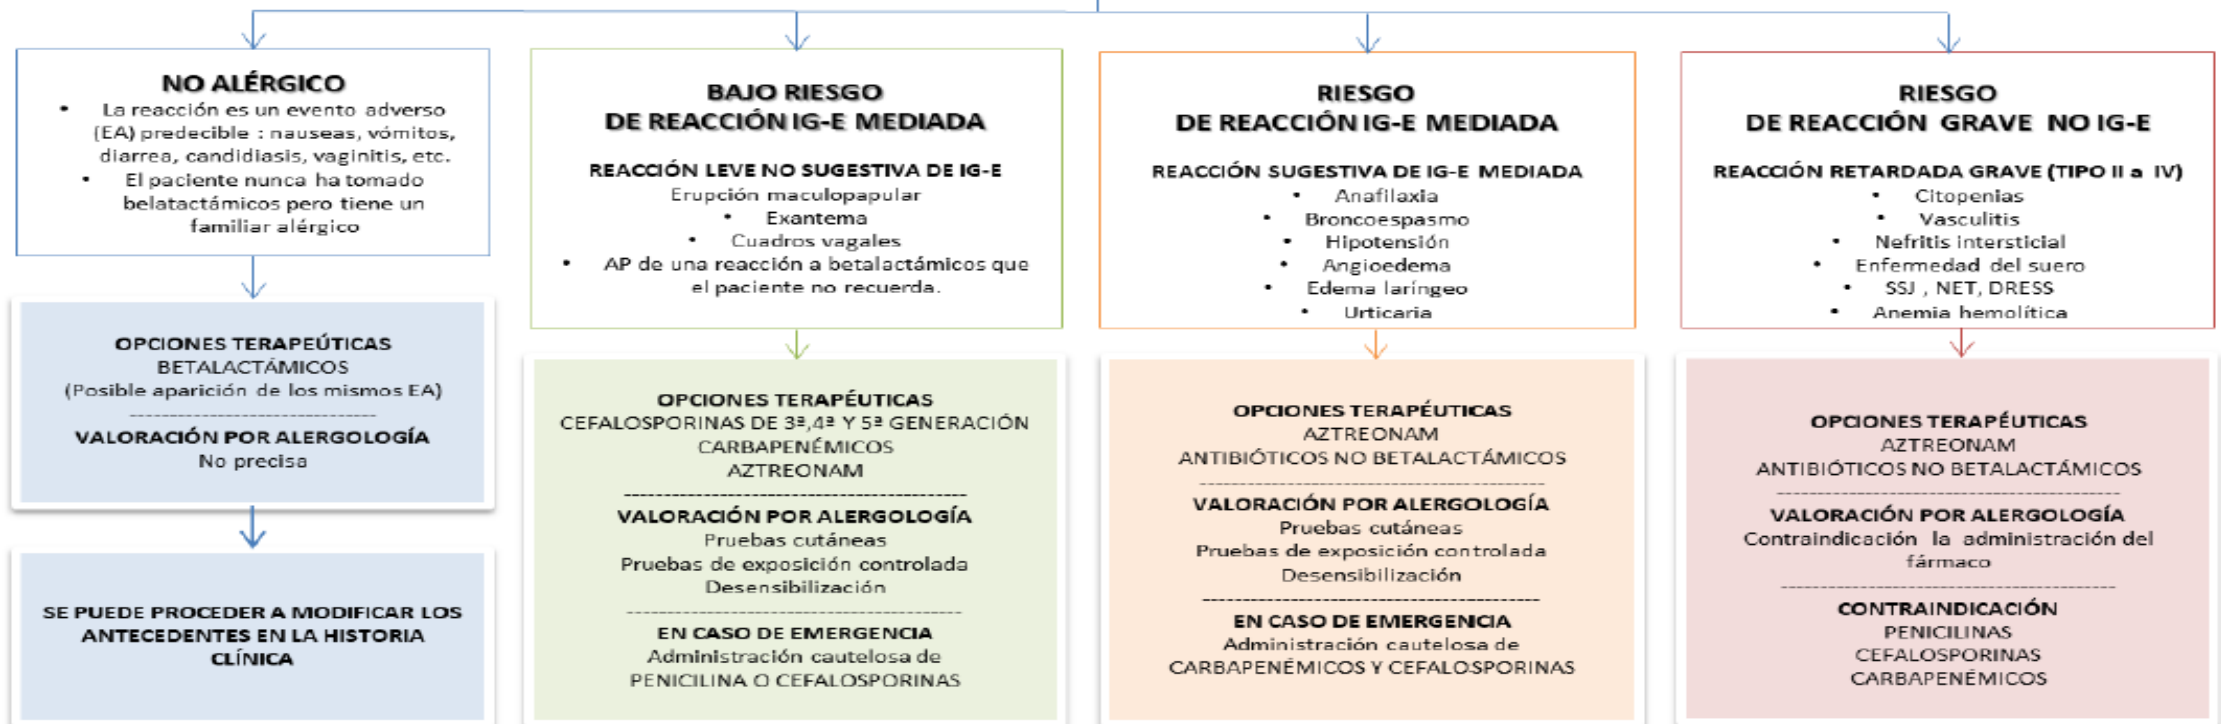 NO ALÉRGICO
• La reacción es un evento adverso
(EA) predecible : nauseas, vómitos,
diarrea, candidiasis, vaginitis, etc.
• El paciente nunca ha tomado
belatactámicos pero tiene un
familiar alérgico
OPCIONES TERAPEÚTICAS
BETALACTÁMICOS
(Posible aparición de los mismos EA)
-------------------------------
VALORACIÓN POR ALERGOLOGÍA
No precisa
SE PUEDE PROCEDER A MODIFICAR LOS
ANTECEDENTES EN LA HISTORIA
CLÍNICA
BAJO RIESGO
DE REACCIÓN IG-E MEDIADA
REACCIÓN LEVE NO SUGESTIVA DE IG-E
Erupción maculopapular
• Exantema
• Cuadros vagales
• AP de una reacción a betalactámicos que
el paciente no recuerda.
OPCIONES TERAPÉUTICAS
CEFALOSPORINAS DE 3ª,4ª Y 5ª GENERACIÓN
CARBAPENÉMICOS
AZTREONAM
-------------------------------------------
VALORACIÓN POR ALERGOLOGÍA
Pruebas cutáneas
Pruebas de exposición controlada
Desensibilización
------------------------------------------
EN CASO DE EMERGENCIA
Administración cautelosa de
PENICILINA O CEFALOSPORINAS
RIESGO
DE REACCIÓN IG-E MEDIADA
REACCIÓN SUGESTIVA DE IG-E MEDIADA
• Anafilaxia
• Broncoespasmo
• Hipotensión
• Angioedema
• Edema laríngeo
• Urticaria
OPCIONES TERAPÉUTICAS
AZTREONAM
ANTIBIÓTICOS NO BETALACTÁMICOS
-------------------------------------------
VALORACIÓN POR ALERGOLOGÍA
Pruebas cutáneas
Pruebas de exposición controlada
Desensibilización
------------------------------------------
EN CASO DE EMERGENCIA
Administración cautelosa de
CARBAPENÉMICOS Y CEFALOSPORINAS
RIESGO
DE REACCIÓN GRAVE NO IG-E
REACCIÓN RETARDADA GRAVE (TIPO II a IV)
• Citopenias
• Vasculitis
• Nefritis intersticial
• Enfermedad del suero
• SSJ , NET, DRESS
• Anemia hemolítica
OPCIONES TERAPÉUTICAS
AZTREONAM
ANTIBIÓTICOS NO BETALACTÁMICOS
-------------------------------------------
VALORACIÓN POR ALERGOLOGÍA
Contraindicación la administración del
fármaco
------------------------------------------
CONTRAINDICACIÓN
PENICILINAS
CEFALOSPORINAS
CARBAPENÉMICOS